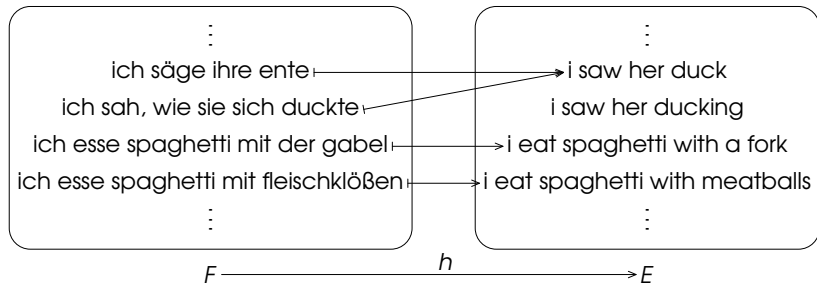 ⋮ ⋮
ich säge ihre ente i saw her duck
ich sah, wie sie sich duckte i saw her ducking
ich esse spaghetti mit der gabel i eat spaghetti with a fork
ich esse spaghetti mit fleischklößen i eat spaghetti with meatballs
⋮ ⋮
F h E